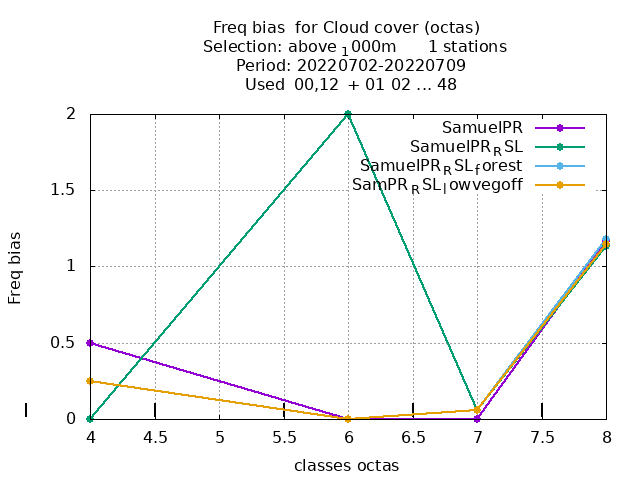 Freq bias  for Cloud cover (octas)
Selection: above ₁000m      1 stations
Period: 20220702-20220709
Used  00,12  + 01 02 ... 48
SamuelPR
SamuelPR_RSL
SamuelPR_RSL_forest
SamPR_RSL_lowvegoff
Freq bias
2
1.5
1
0.5
0
4 4.5 5 5.5 6 6.5 7 7.5 8
classes octas